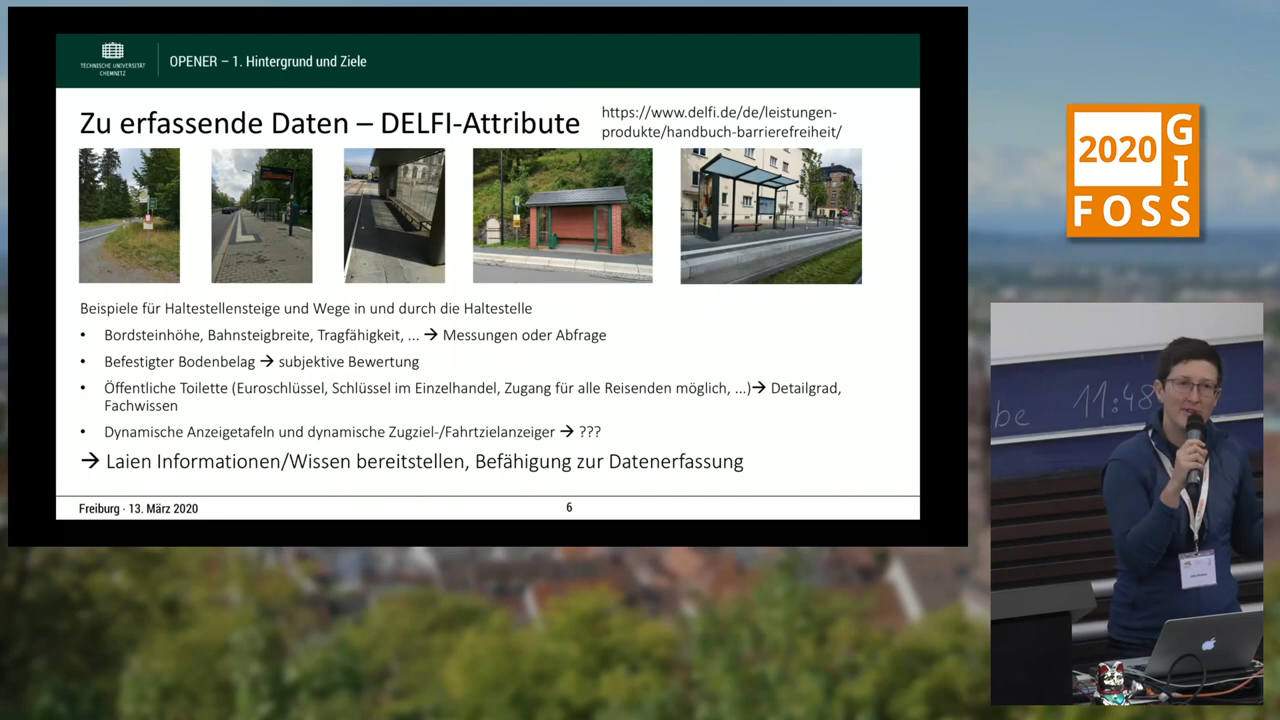 TECHNISCHE UNIVERSITÄT
CHEMNITZ
OPENER – 1. Hintergrund und Ziele
Zu erfassende Daten – DELFI-Attribute
https://www.delfi.de/de/leistungen-
produkte/handbuch-barrierefreiheit/
Beispiele für Haltestellensteige und Wege in und durch die Haltestelle
• Bordsteinhöhe, Bahnsteigbreite, Tragfähigkeit, ... → Messungen oder Abfrage
• Befestigter Bodenbelag → subjektive Bewertung
• Öffentliche Toilette (Euroschlüssel, Schlüssel im Einzelhandel, Zugang für alle Reisenden möglich, ...)→ Detailgrad,
Fachwissen
• Dynamische Anzeigetafeln und dynamische Zugziel-/Fahrtzielanzeiger → ???
→ Laien Informationen/Wissen bereitstellen, Befähigung zur Datenerfassung
Freiburg · 13. März 2020
6
2020
GIS
FOSS
be 11:48